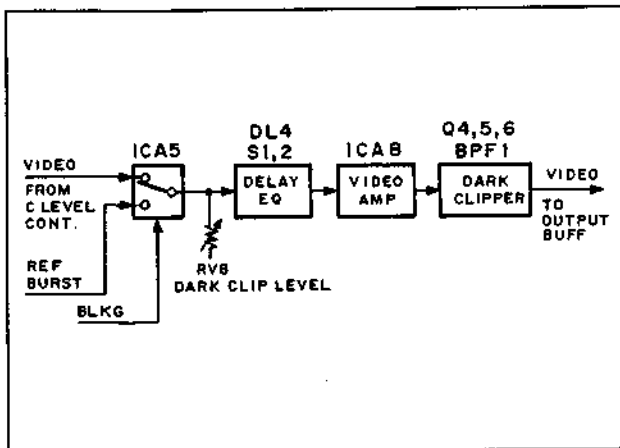 ICA5
DL4
S1,2
ICA8
Q4,5,6
BPF1
VIDEO
FROM
C LEVEL
CONT.
REF
BURST
BLKG
RV8
DARK CLIP LEVEL
DELAY
EQ
VIDEO
AMP
DARK
CLIPPER
VIDEO
TO
OUTPUT
BUFF